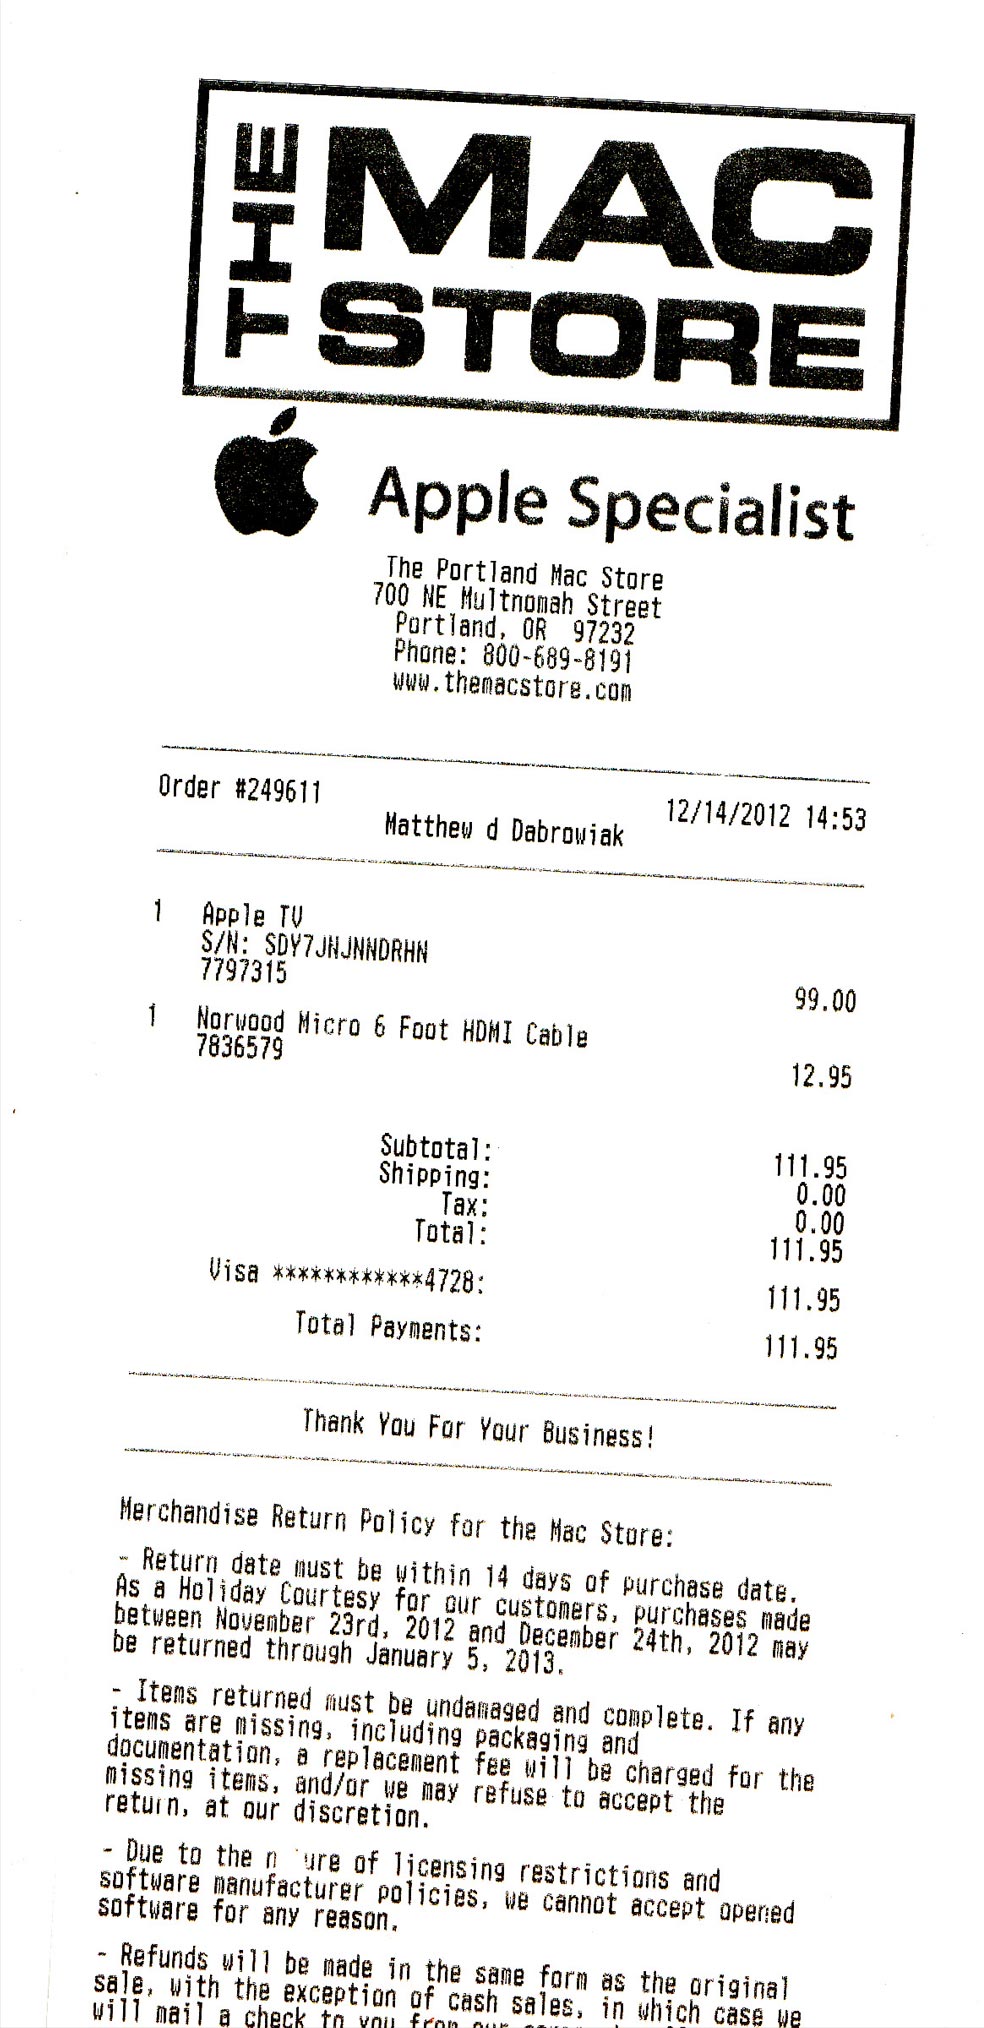 THE MAC
STORE
Apple Specialist
The Portland Mac Store
700 NE Multnomah Street
Portland, OR 97232
Phone: 800-689-8191
www.themacstore.com
Order #249611 12/14/2012 14:53
Matthew d Dabrowiak
1 Apple TV
S/N: SDY7JNJNNDRHN
7797315
99.00
1 Norwood Micro 6 Foot HDMI Cable
7836579
12.95
Subtotal: 111.95
Shipping: 0.00
Tax: 0.00
Total: 111.95
Visa ************4728: 111.95
Total Payments: 111.95
Thank You For Your Business!
Merchandise Return Policy for the Mac Store:
- Return date must be within 14 days of purchase date.
As a Holiday Courtesy for our customers, purchases made
between November 23rd, 2012 and December 24th, 2012 may
be returned through January 5, 2013.
- Items returned must be undamaged and complete. If any
items are missing, including packaging and
documentation, a replacement fee will be charged for the
missing items, and/or we may refuse to accept the
return, at our discretion.
- Due to the n ure of licensing restrictions and
software manufacturer policies, we cannot accept opened
software for any reason.
- Refunds will be made in the same form as the original
sale, with the exception of cash sales, in which case we
will mail a check to you from our